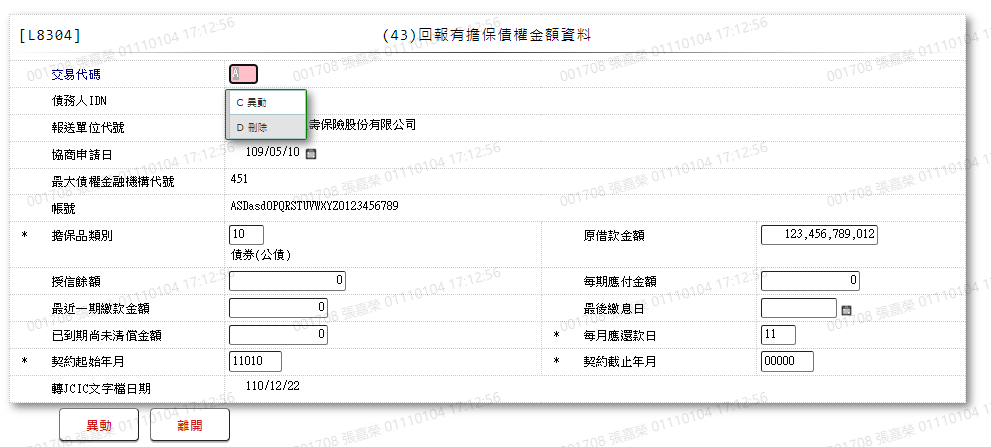 [L8304] (43)回報有擔保債權金額資料
交易代碼
C 異動
債務人IDN
D 刪除
報送單位代號 壽保險股份有限公司
協商申請日 109/05/10
最大債權金融機構代號 451
帳號 ASDasdOPQRSTUVWXYZ0123456789
* 擔保品類別 10 原借款金額 123,456,789,012
債券(公債)
授信餘額 0 每期應付金額 0
最近一期繳款金額 0 最後繳息日
已到期尚未清償金額 0 * 每月應還款日 11
* 契約起始年月 11010 * 契約截止年月 00000
轉JCIC文字檔日期 110/12/22
異動 離開
001708 張嘉榮 01110104 17:12:56